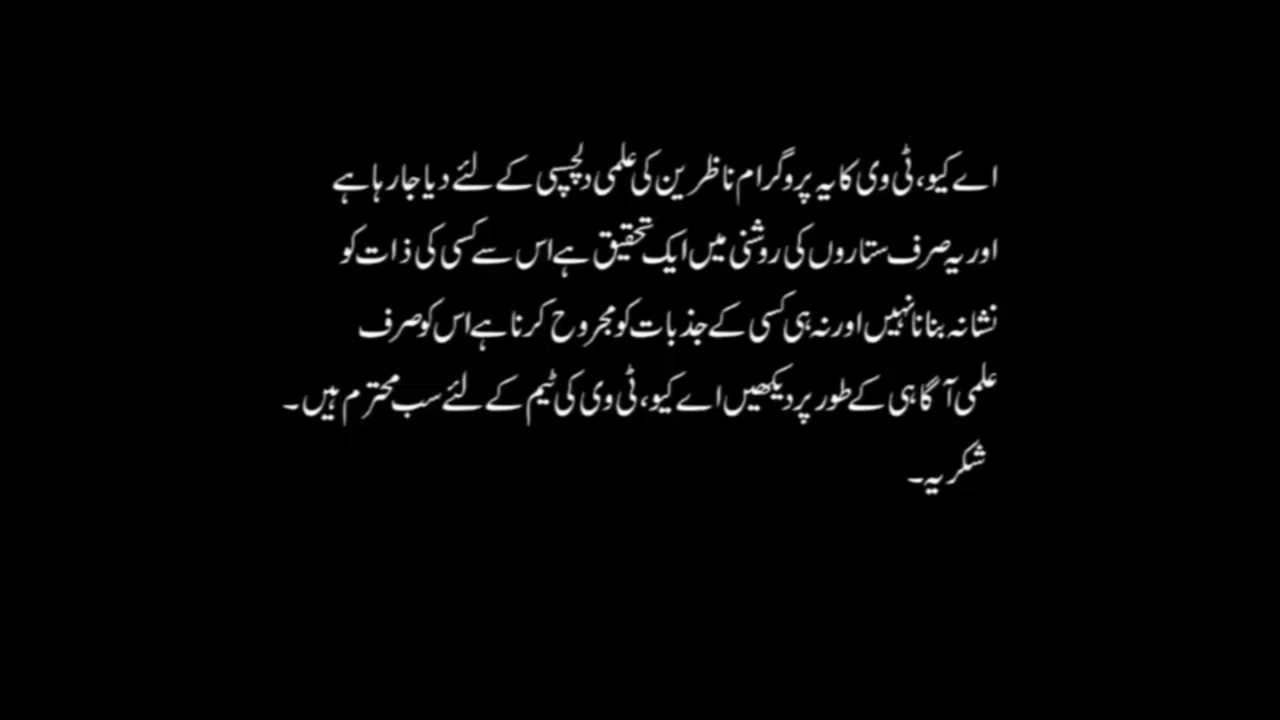 اے کیو، ٹی وی کا یہ پروگرام ناظرین کی علمی دلچسپی کے لئے دیا جا رہا ہے
اور یہ صرف ستاروں کی روشنی میں ایک تحقیق ہے اس سے کسی کی ذات کو
نشانہ بنانا نہیں اور نہ ہی کسی کے جذبات کو مجروح کرنا ہے اس کو صرف
علمی آگاہی کے طور پر دیکھیں اے کیو، ٹی وی کی ٹیم کے لئے سب محترم ہیں۔
شکریہ۔